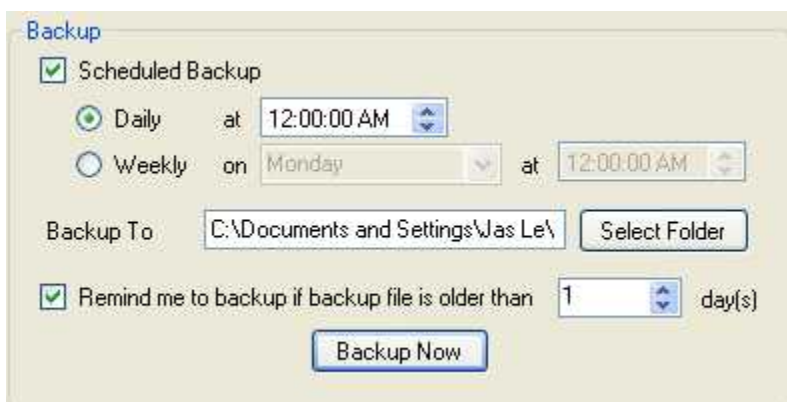 Backup
Scheduled Backup
Daily at 12:00:00 AM
Weekly on Monday at 12:00:00 AM
Backup To C:\Documents and Settings\Jas Le\ Select Folder
Remind me to backup if backup file is older than 1 day(s)
Backup Now